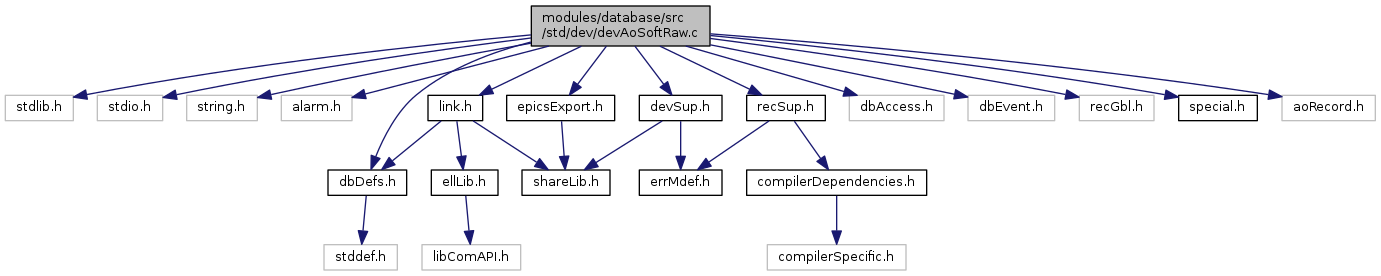 modules/database/src
/std/dev/devAoSoftRaw.c
stdlib.h
stdio.h
string.h
alarm.h
link.h
epicsExport.h
devSup.h
recSup.h
dbAccess.h
dbEvent.h
recGbl.h
special.h
aoRecord.h
dbDefs.h
ellLib.h
shareLib.h
errMdef.h
compilerDependencies.h
stddef.h
libComAPI.h
compilerSpecific.h